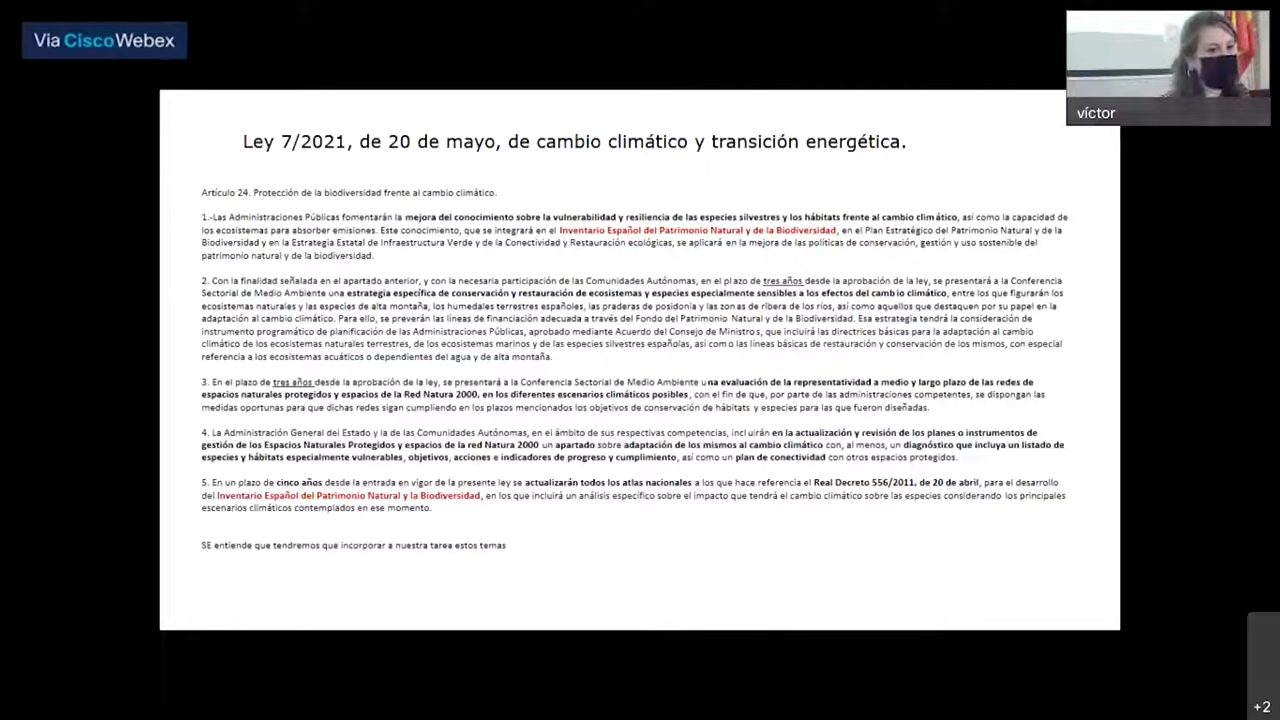 Via CiscoWebex
víctor
Ley 7/2021, de 20 de mayo, de cambio climático y transición energética.
Artículo 24. Protección de la biodiversidad frente al cambio climático.
1.-Las Administraciones Públicas fomentarán la mejora del conocimiento sobre la vulnerabilidad y resiliencia de las especies silvestres y los hábitats frente al cambio climático, así como la capacidad de
los ecosistemas para absorber emisiones. Este conocimiento, que se integrará en el Inventario Español del Patrimonio Natural y de la Biodiversidad, en el Plan Estratégico del Patrimonio Natural y de la
Biodiversidad y en la Estrategia Estatal de Infraestructura Verde y de la Conectividad y Restauración ecológicas, se aplicará en la mejora de las políticas de conservación, gestión y uso sostenible del
patrimonio natural y de la biodiversidad.
2. Con la finalidad señalada en el apartado anterior, y con la necesaria participación de las Comunidades Autónomas, en el plazo de tres años desde la aprobación de la ley, se presentará a la Conferencia
Sectorial de Medio Ambiente una estrategia específica de conservación y restauración de ecosistemas y especies especialmente sensibles a los efectos del cambio climático, entre los que figurarán los
ecosistemas naturales y las especies de alta montaña, los humedales terrestres españoles, las praderas de posidonia y las zonas de ribera de los ríos, así como aquellos que destaquen por su papel en la
adaptación al cambio climático. Para ello, se preverán las líneas de financiación adecuada a través del Fondo del Patrimonio Natural y de la Biodiversidad. Esa estrategia tendrá la consideración de
instrumento programático de planificación de las Administraciones Públicas, aprobado mediante Acuerdo del Consejo de Ministros, que incluirá las directrices básicas para la adaptación al cambio
climático de los ecosistemas naturales terrestres, de los ecosistemas marinos y de las especies silvestres españolas, así como las líneas básicas de restauración y conservación de los mismos, con especial
referencia a los ecosistemas acuáticos o dependientes del agua y de alta montaña.
3. En el plazo de tres años desde la aprobación de la ley, se presentará a la Conferencia Sectorial de Medio Ambiente una evaluación de la representatividad a medio y largo plazo de las redes de
espacios naturales protegidos y espacios de la Red Natura 2000, en los diferentes escenarios climáticos posibles, con el fin de que, por parte de las administraciones competentes, se dispongan las
medidas oportunas para que dichas redes sigan cumpliendo en los plazos mencionados los objetivos de conservación de hábitats y especies para las que fueron diseñadas.
4. La Administración General del Estado y la de las Comunidades Autónomas, en el ámbito de sus respectivas competencias, incluirán en la actualización y revisión de los planes o instrumentos de
gestión de los Espacios Naturales Protegidos y espacios de la red Natura 2000 un apartado sobre adaptación de los mismos al cambio climático con, al menos, un diagnóstico que incluya un listado de
especies y hábitats especialmente vulnerables, objetivos, acciones e indicadores de progreso y cumplimiento, así como un plan de conectividad con otros espacios protegidos.
5. En un plazo de cinco años desde la entrada en vigor de la presente ley se actualizarán todos los atlas nacionales a los que hace referencia el Real Decreto 556/2011, de 20 de abril, para el desarrollo
del Inventario Español del Patrimonio Natural y la Biodiversidad, en los que incluirá un análisis específico sobre el impacto que tendrá el cambio climático sobre las especies considerando los principales
escenarios climáticos contemplados en ese momento.
SE entiende que tendremos que incorporar a nuestra tarea estos temas
+2